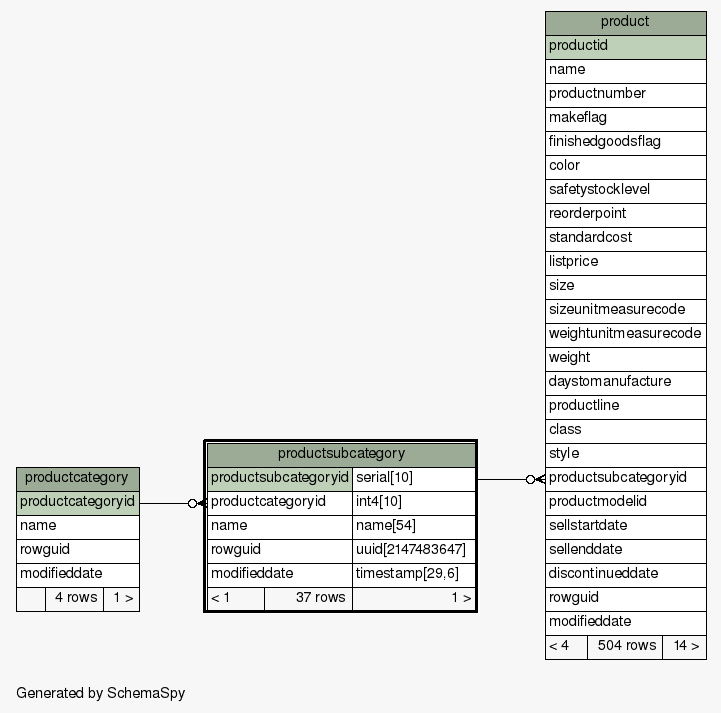 product
productid
name
productnumber
makeflag
finishedgoodsflag
color
safetystocklevel
reorderpoint
standardcost
listprice
size
sizeunitmeasurecode
weightunitmeasurecode
weight
daystomanufacture
productline
class
style
productsubcategoryid
productmodelid
sellstartdate
sellenddate
discontinueddate
rowguid
modifieddate
< 4 504 rows 14 >
productsubcategory
productsubcategoryid serial[10]
productcategoryid int4[10]
name name[54]
rowguid uuid[2147483647]
modifieddate timestamp[29,6]
< 1 37 rows 1 >
productcategory
productcategoryid
name
rowguid
modifieddate
4 rows 1 >
Generated by SchemaSpy